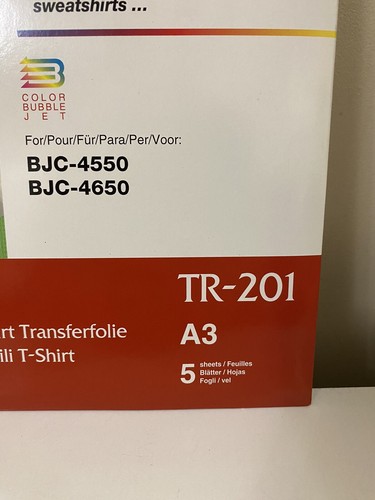 sweatshirts ...
COLOR
BUBBLE
JET
For/Pour/Für/Para/Per/Voor:
BJC-4550
BJC-4650
TR-201
rt Transferfolie
A3
ili T-Shirt
5 sheets / Feuilles
Blätter / Hojas
Fogli / vel